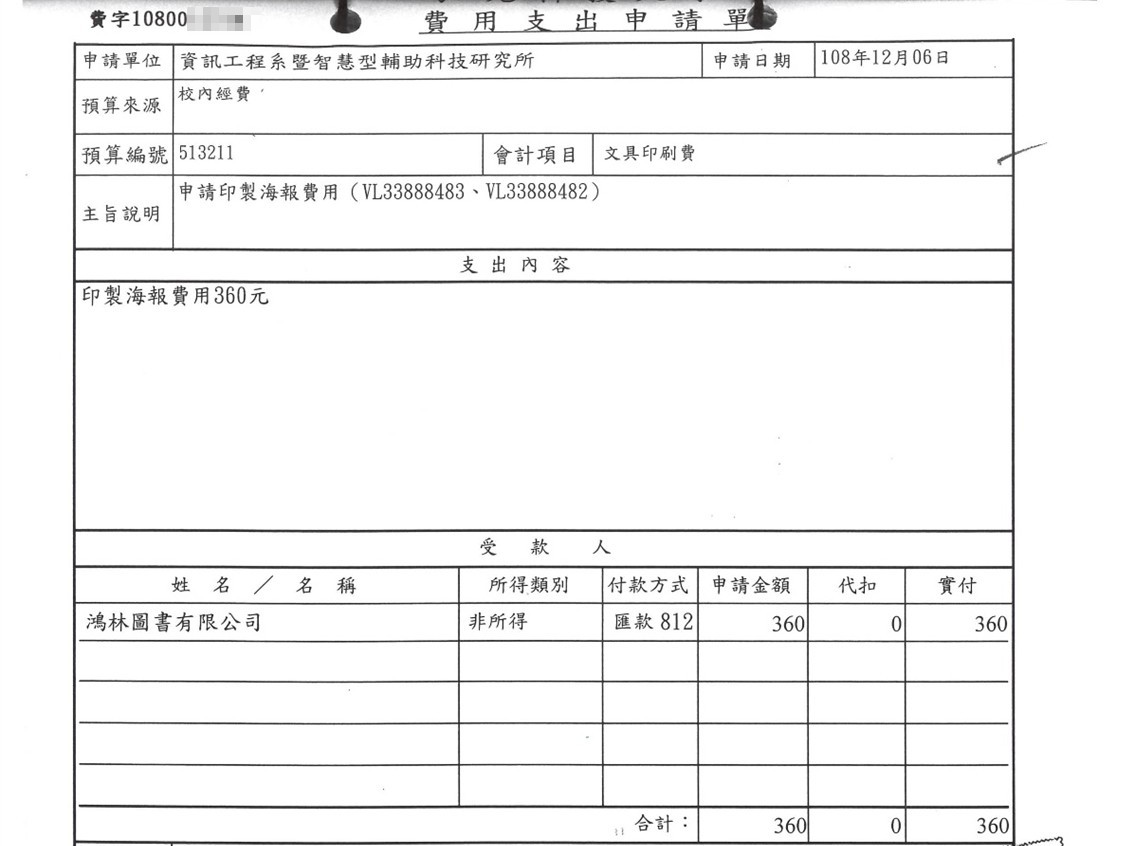 費字10800
費用支出申請單
申請單位 資訊工程系暨智慧型輔助科技研究所 申請日期 108年12月06日
預算來源 校內經費
預算編號 513211 會計項目 文具印刷費
主旨說明 申請印製海報費用（VL33888483、VL33888482）
支出內容
印製海報費用360元
受款人
姓名／名稱 所得類別 付款方式 申請金額 代扣 實付
鴻林圖書有限公司 非所得 匯款 812 360 0 360
合計： 360 0 360